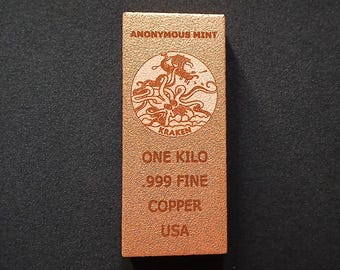 ANONYMOUS MINT
KRAKEN
ONE KILO
.999 FINE
COPPER
USA